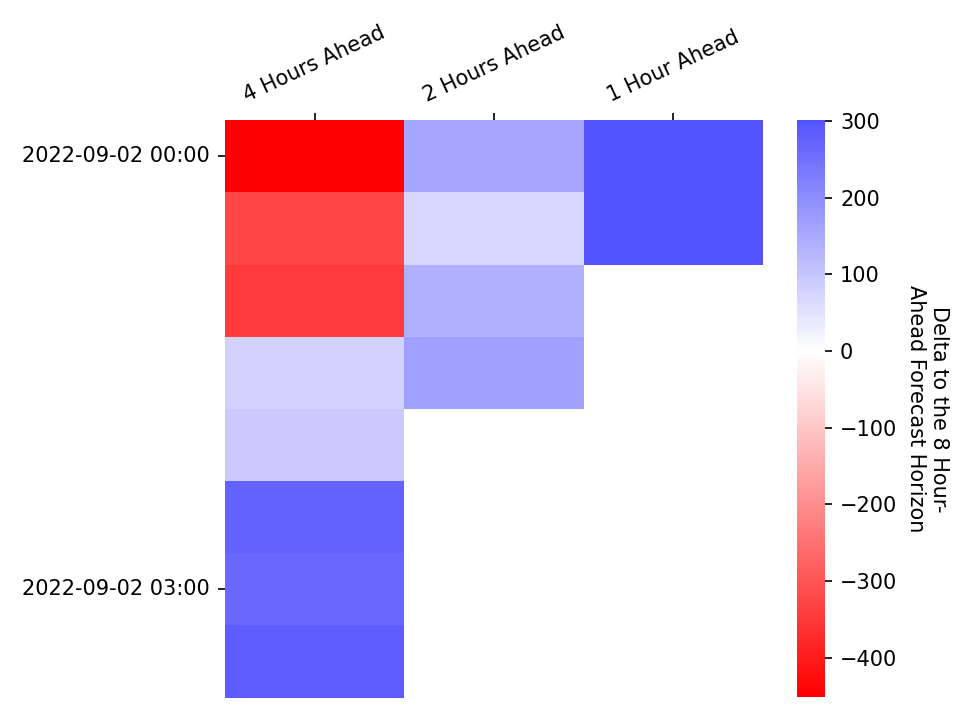 4 Hours Ahead
2 Hours Ahead
1 Hour Ahead
2022-09-02 00:00
2022-09-02 03:00
300
200
100
0
−100
−200
−300
−400
Delta to the 8 Hour-
Ahead Forecast Horizon